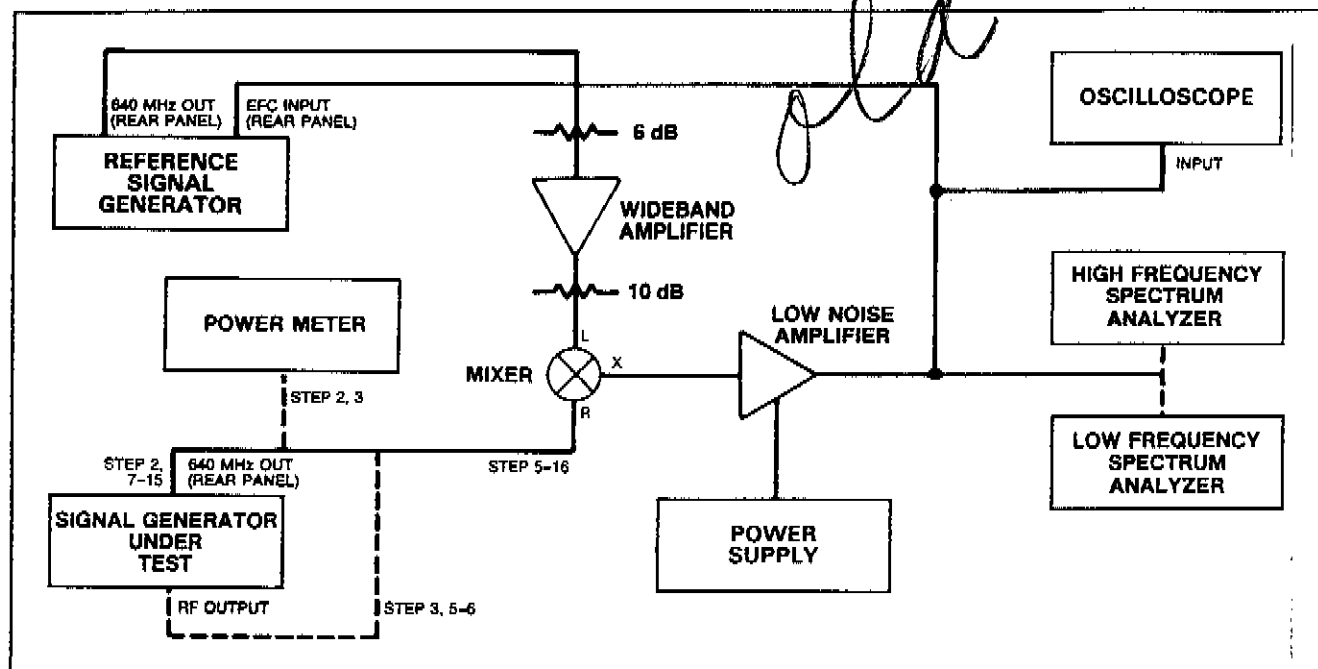 640 MHz OUT
(REAR PANEL)
EFC INPUT
(REAR PANEL)
REFERENCE
SIGNAL
GENERATOR
6 dB
WIDEBAND
AMPLIFIER
10 dB
OSCILLOSCOPE
INPUT
POWER METER
STEP 2, 3
L
MIXER
X
R
LOW NOISE
AMPLIFIER
HIGH FREQUENCY
SPECTRUM
ANALYZER
LOW FREQUENCY
SPECTRUM
ANALYZER
STEP 2,
7–15
640 MHz OUT
(REAR PANEL)
STEP 5–16
SIGNAL GENERATOR
UNDER
TEST
RF OUTPUT
STEP 3, 5–6
POWER
SUPPLY